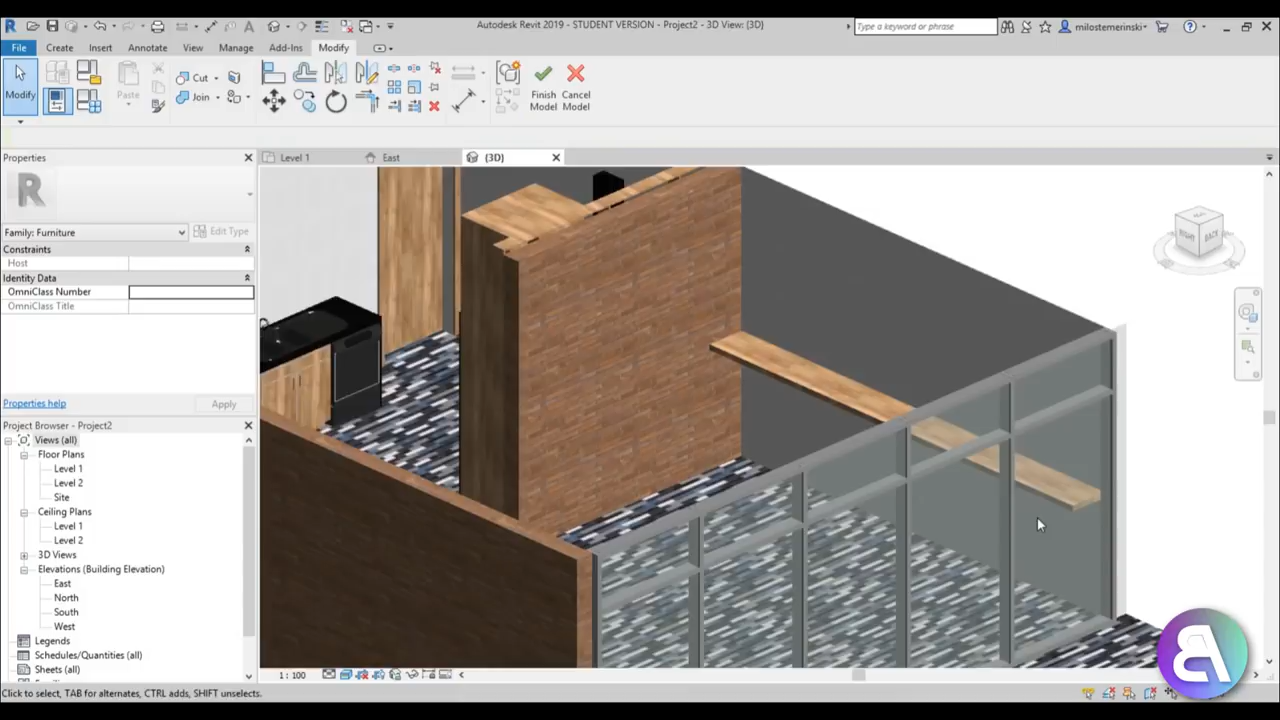 Autodesk Revit 2019 - STUDENT VERSION - Project2 - 3D View: {3D}
Type a keyword or phrase
milostemerinski
File
Create
Insert
Annotate
View
Manage
Add-Ins
Modify
Modify
Paste
Cut
Join
Finish Model
Cancel Model
Properties
Level 1
East
{3D}
Family: Furniture
Edit Type
Constraints
Host
Identity Data
OmniClass Number
OmniClass Title
Properties help
Apply
Project Browser - Project2
Views (all)
Floor Plans
Level 1
Level 2
Site
Ceiling Plans
Level 1
Level 2
3D Views
Elevations (Building Elevation)
East
North
South
West
Legends
Schedules/Quantities (all)
Sheets (all)
RIGHT
BACK
1 : 100
Click to select, TAB for alternates, CTRL adds, SHIFT unselects.